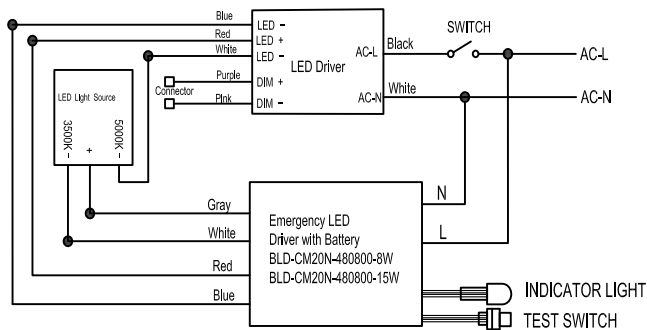 Blue
LED −
Red
LED +
White
LED −
Purple
DIM +
Pink
DIM −
Connector
LED Driver
AC-L
Black
AC-N
White
SWITCH
AC-L
AC-N
LED Light Source
3500K −
+
5000K −
Gray
White
Red
Blue
Emergency LED
Driver with Battery
BLD-CM20N-480800-8W
BLD-CM20N-480800-15W
N
L
INDICATOR LIGHT
TEST SWITCH